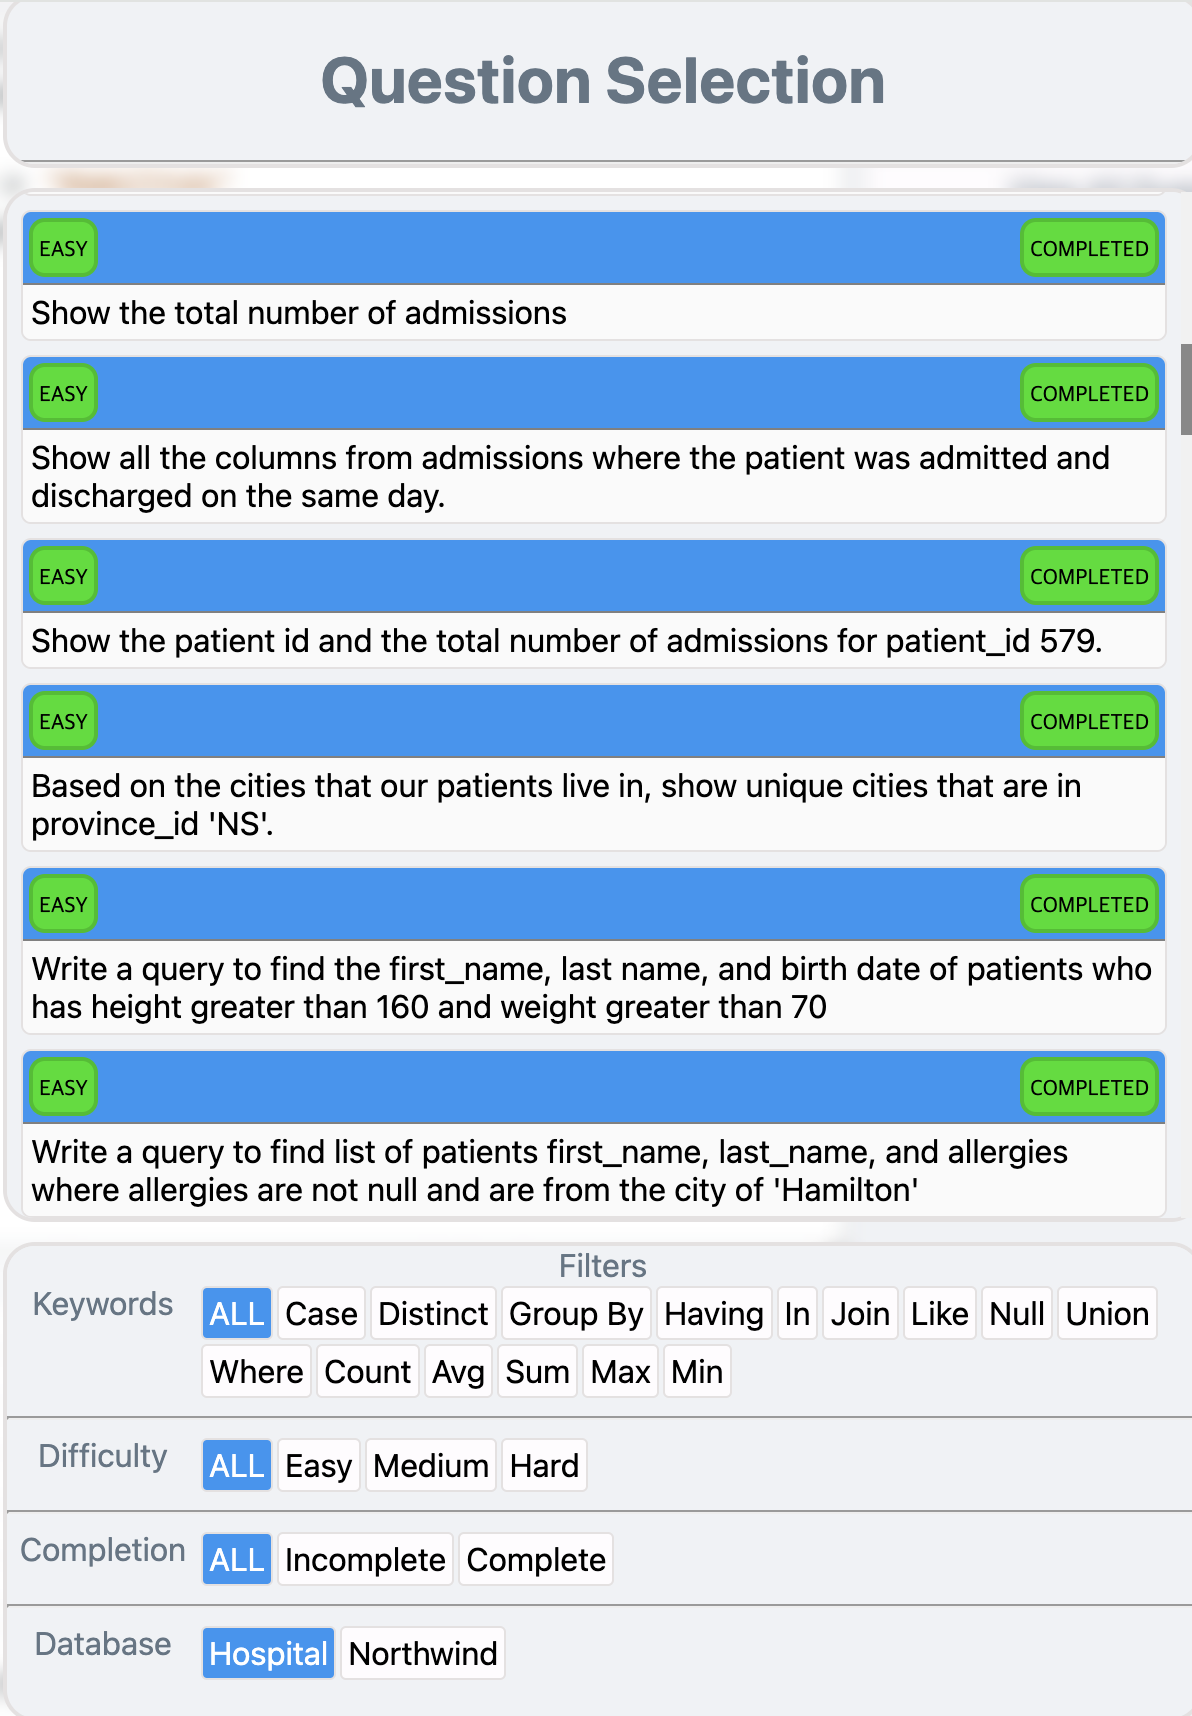 Question Selection
EASY COMPLETED
Show the total number of admissions
EASY COMPLETED
Show all the columns from admissions where the patient was admitted and
discharged on the same day.
EASY COMPLETED
Show the patient id and the total number of admissions for patient_id 579.
EASY COMPLETED
Based on the cities that our patients live in, show unique cities that are in
province_id 'NS'.
EASY COMPLETED
Write a query to find the first_name, last name, and birth date of patients who
has height greater than 160 and weight greater than 70
EASY COMPLETED
Write a query to find list of patients first_name, last_name, and allergies
where allergies are not null and are from the city of 'Hamilton'
Filters
Keywords ALL Case Distinct Group By Having In Join Like Null Union
Where Count Avg Sum Max Min
Difficulty ALL Easy Medium Hard
Completion ALL Incomplete Complete
Database Hospital Northwind